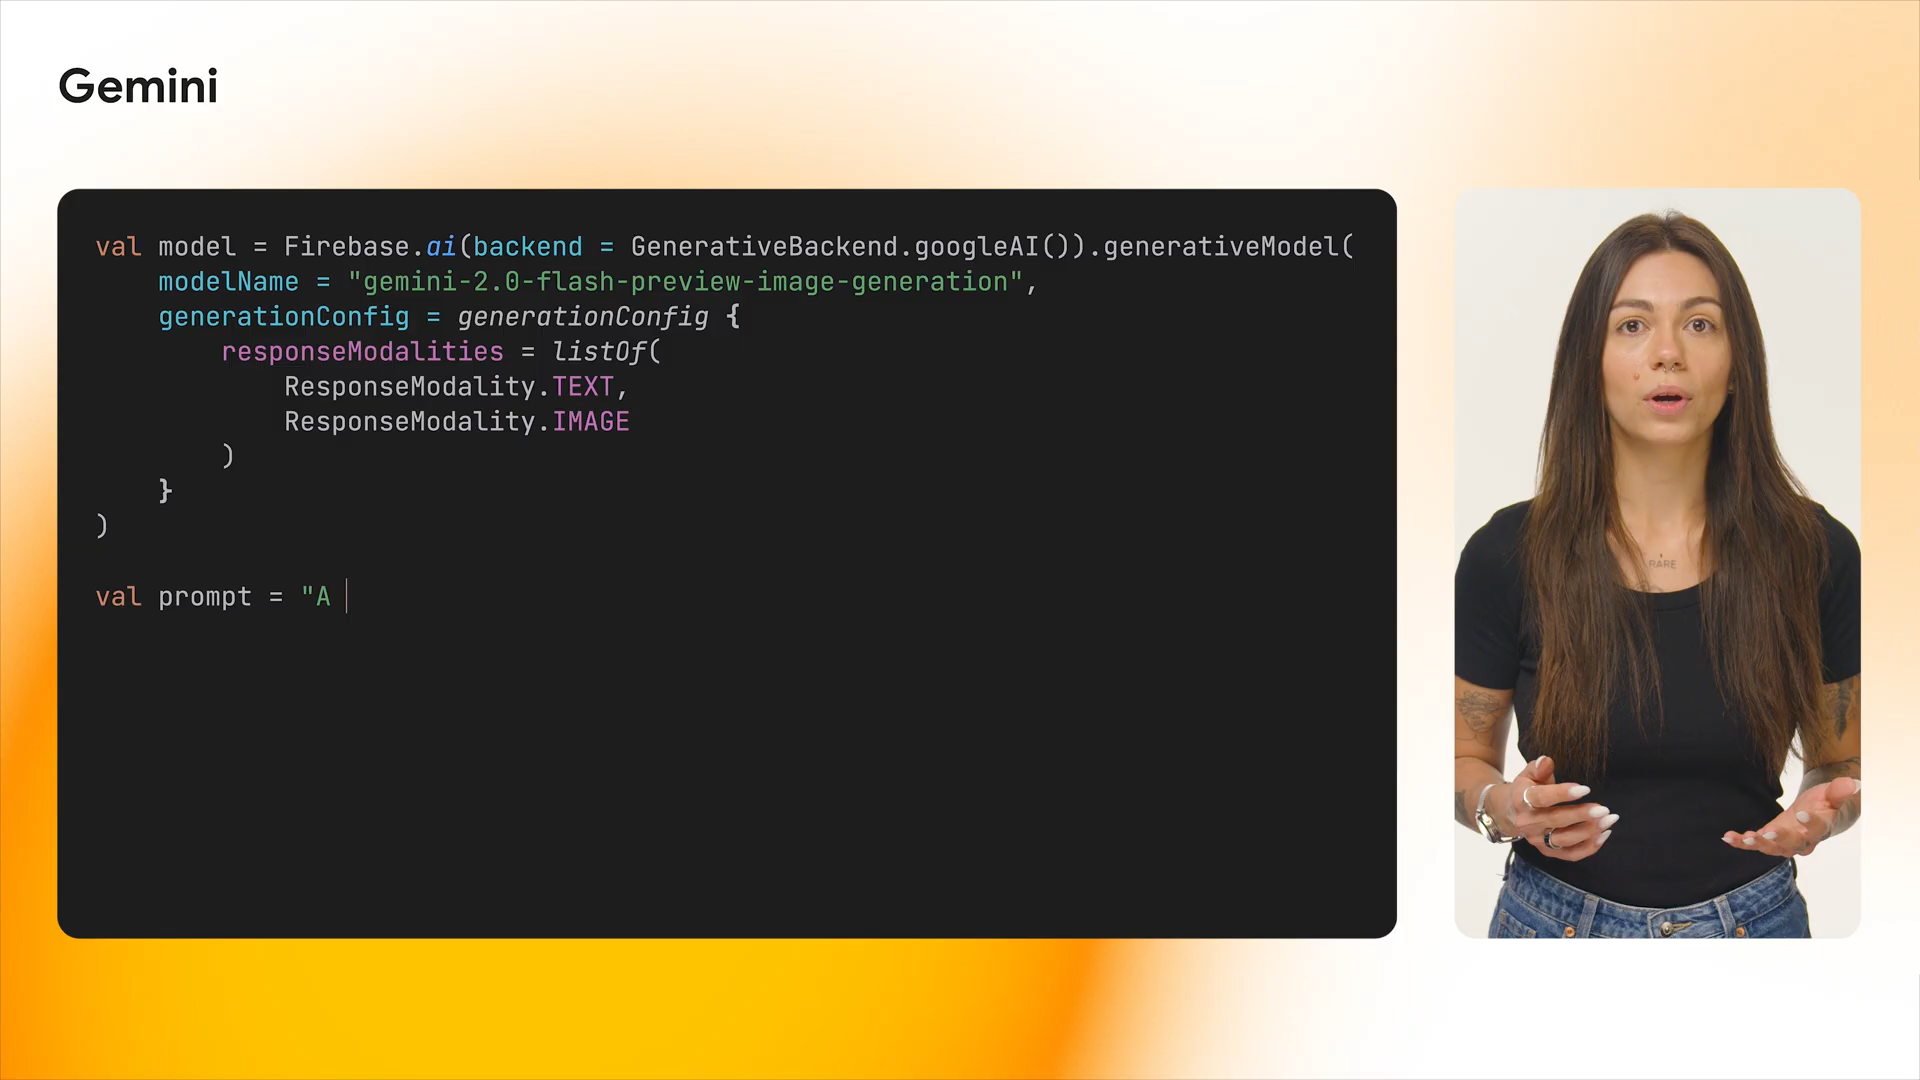 Gemini
val model = Firebase.ai(backend = GenerativeBackend.googleAI()).generativeModel(
    modelName = "gemini-2.0-flash-preview-image-generation",
    generationConfig = generationConfig {
        responseModalities = listOf(
            ResponseModality.TEXT,
            ResponseModality.IMAGE
        )
    }
)
val prompt = "A
RARE